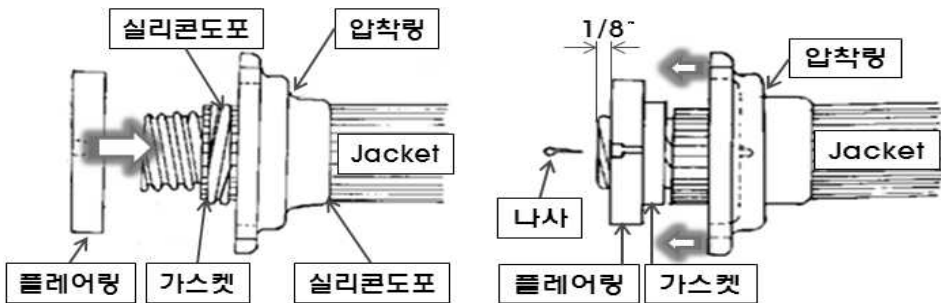 실리콘도포
압착링
Jacket
플레어링
가스켓
실리콘도포
1/8"
압착링
Jacket
나사
플레어링
가스켓